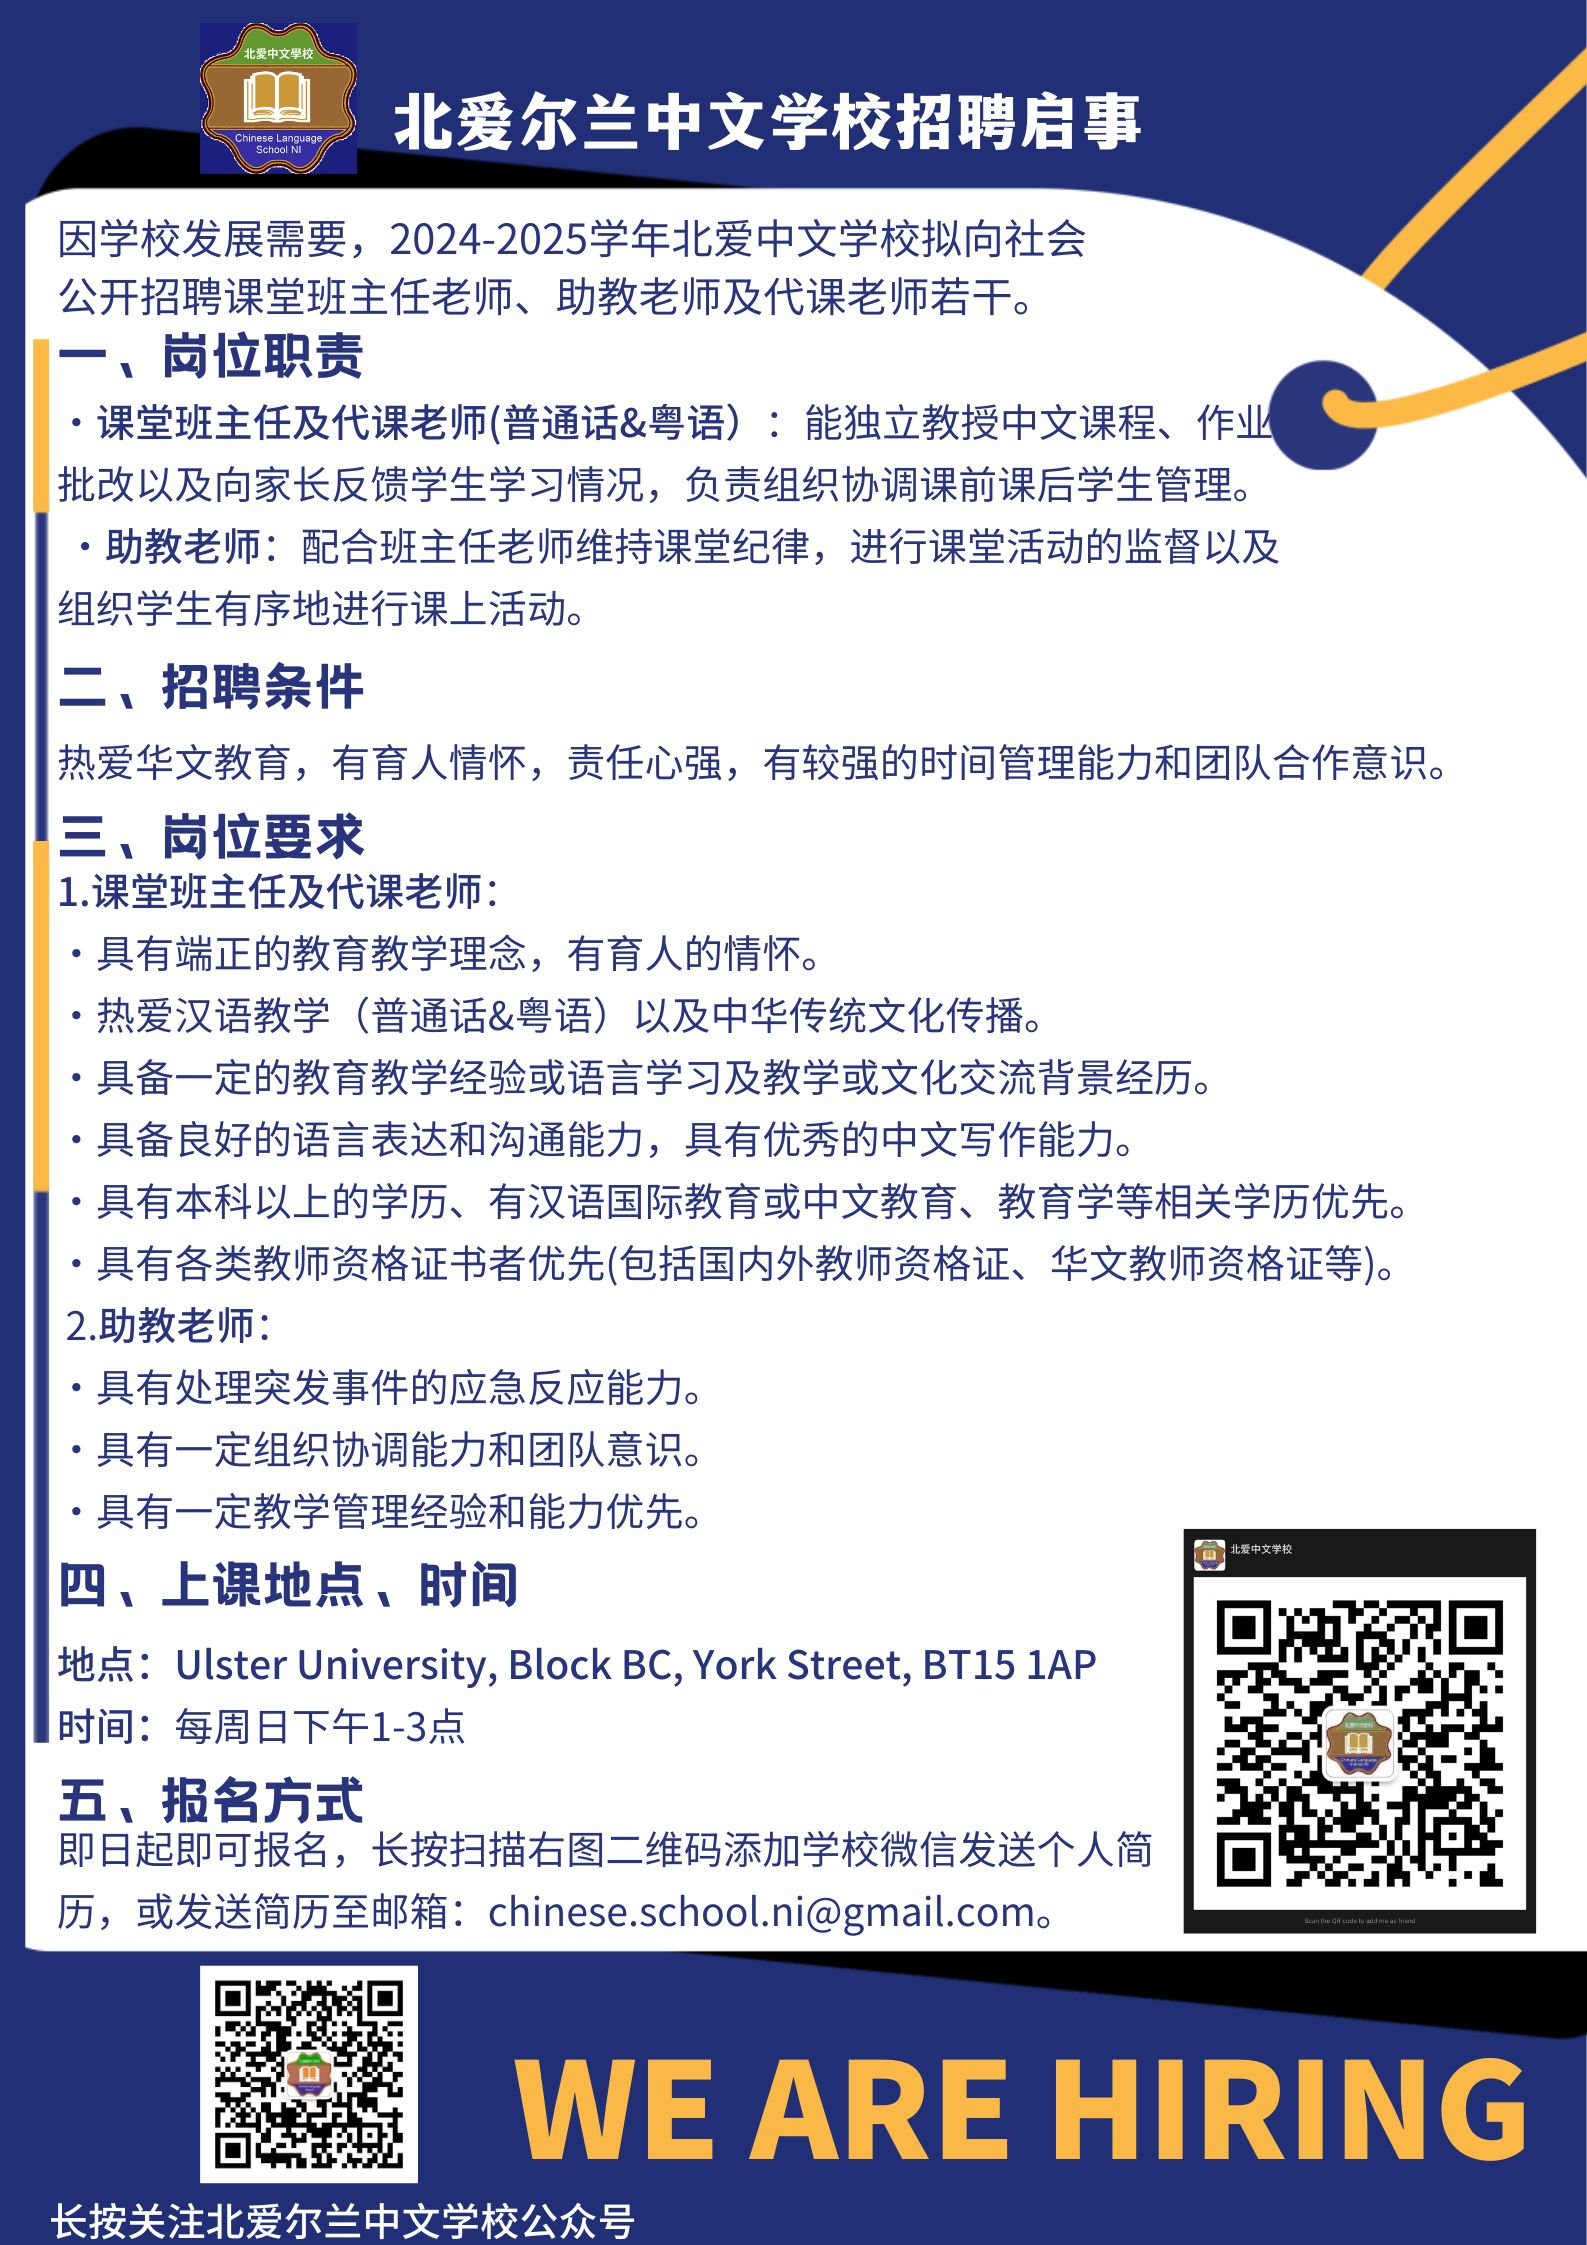 北爱中文學校
Chinese Language
School NI
北爱尔兰中文学校招聘启事
因学校发展需要，2024-2025学年北爱中文学校拟向社会
公开招聘课堂班主任老师、助教老师及代课老师若干。
一、岗位职责
·课堂班主任及代课老师(普通话&粤语）：能独立教授中文课程、作业
批改以及向家长反馈学生学习情况，负责组织协调课前课后学生管理。
·助教老师：配合班主任老师维持课堂纪律，进行课堂活动的监督以及
组织学生有序地进行课上活动。
二、招聘条件
热爱华文教育，有育人情怀，责任心强，有较强的时间管理能力和团队合作意识。
三、岗位要求
1.课堂班主任及代课老师：
·具有端正的教育教学理念，有育人的情怀。
·热爱汉语教学（普通话&粤语）以及中华传统文化传播。
·具备一定的教育教学经验或语言学习及教学或文化交流背景经历。
·具备良好的语言表达和沟通能力，具有优秀的中文写作能力。
·具有本科以上的学历、有汉语国际教育或中文教育、教育学等相关学历优先。
·具有各类教师资格证书者优先(包括国内外教师资格证、华文教师资格证等)。
2.助教老师：
·具有处理突发事件的应急反应能力。
·具有一定组织协调能力和团队意识。
·具有一定教学管理经验和能力优先。
四、上课地点、时间
地点：Ulster University, Block BC, York Street, BT15 1AP
时间：每周日下午1-3点
五、报名方式
即日起即可报名，长按扫描右图二维码添加学校微信发送个人简
历，或发送简历至邮箱：chinese.school.ni@gmail.com。
北爱中文学校
Scan the QR code to add me as friend
WE ARE HIRING
长按关注北爱尔兰中文学校公众号